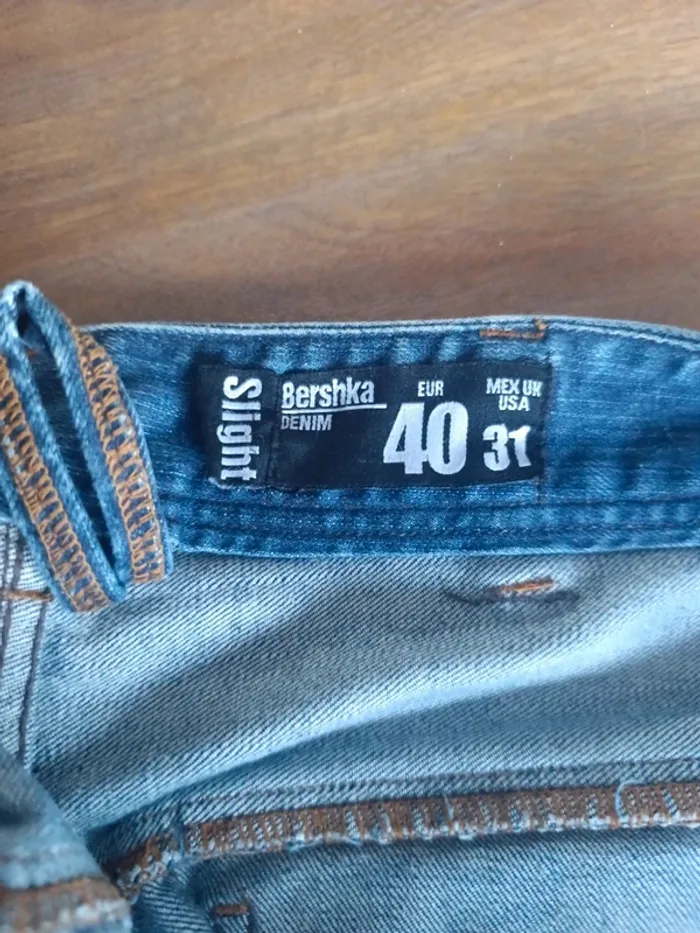 Slight
Bershka
DENIM
EUR
40
MEX UK
USA
31